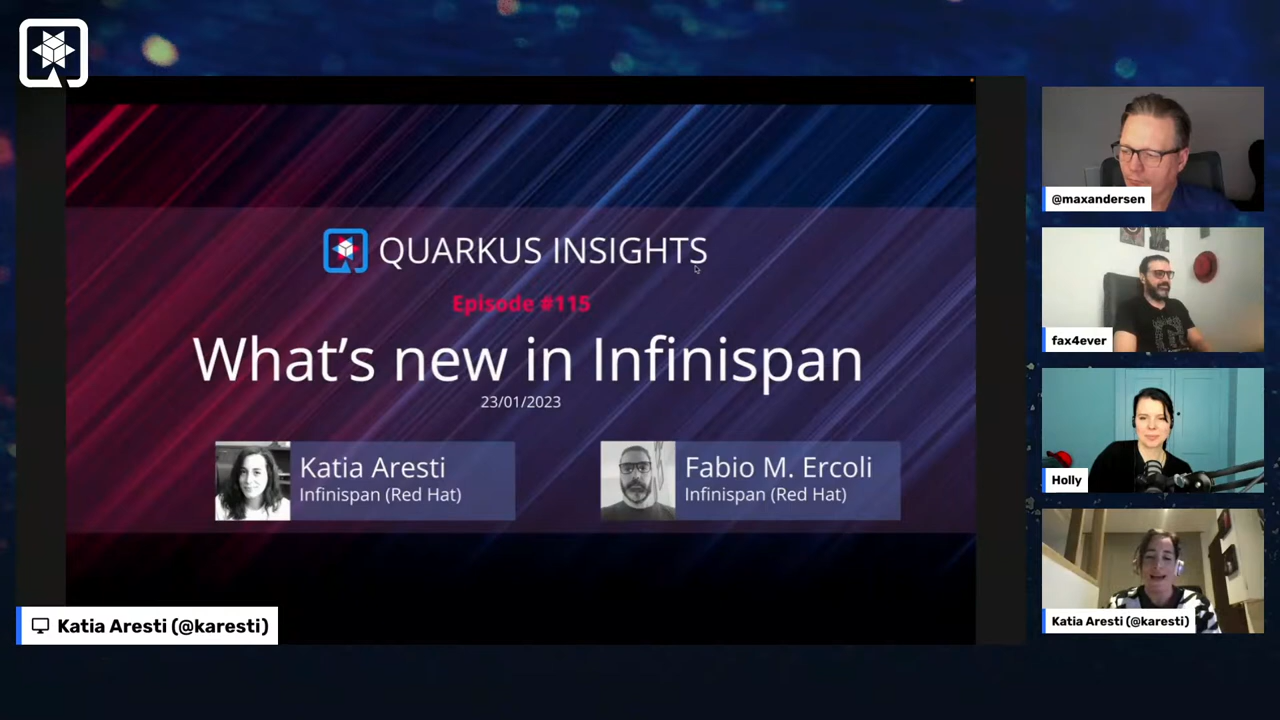 QUARKUS INSIGHTS
Episode #115
What's new in Infinispan
23/01/2023
Katia Aresti
Infinispan (Red Hat)
Fabio M. Ercoli
Infinispan (Red Hat)
Katia Aresti (@karesti)
@maxandersen
fax4ever
Holly
Katia Aresti (@karesti)